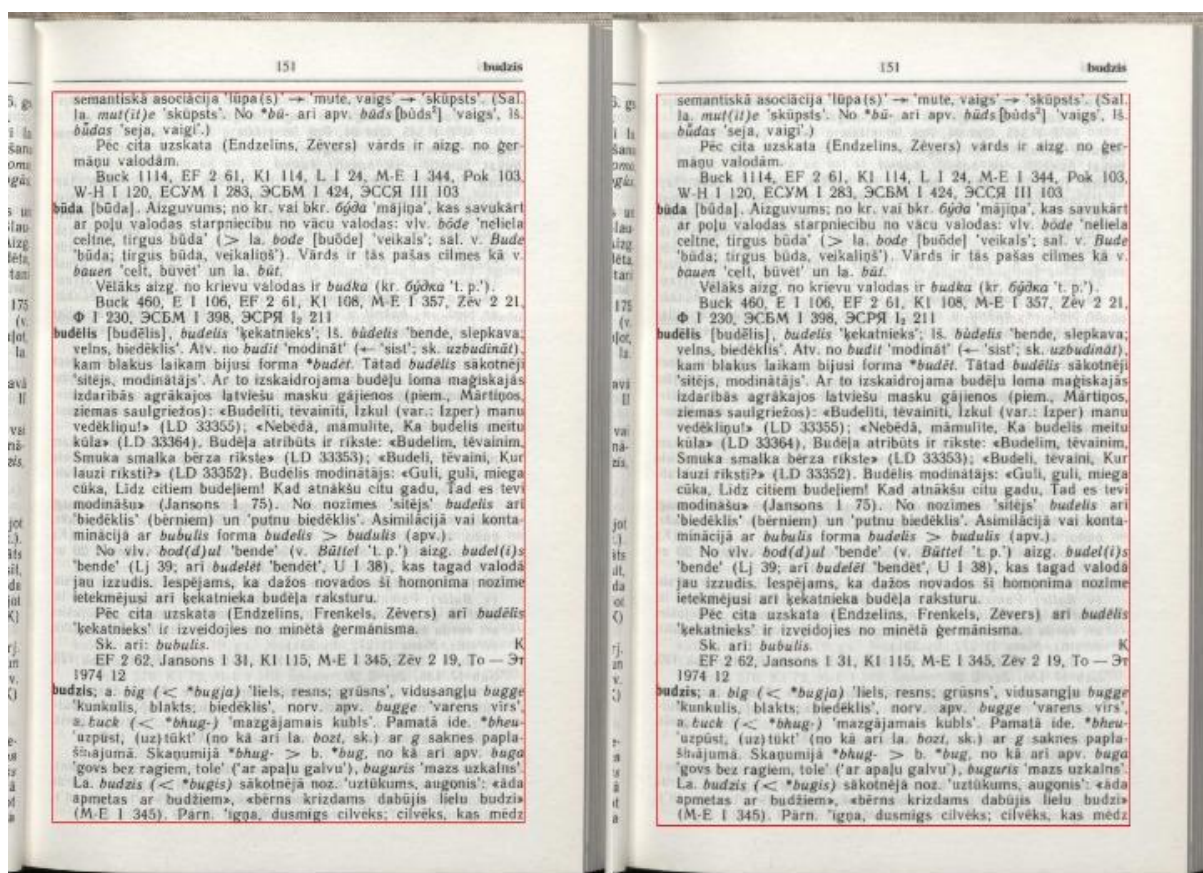 151 budzis
semantiskā asociācija 'lūpa(s)' → 'mute, vaigs' → 'skūpsts'. (Sal.
la. mut(it)e 'skūpsts'. No *bū- arī apv. būds [bûds²] 'vaigs', lš.
būdas 'seja, vaigi'.)
Pēc cita uzskata (Endzelīns, Zēvers) vārds ir aizg. no ģer-
māņu valodām.
Buck 1114, EF 2 61, Kl 114, L I 24, M-E I 344, Pok 103,
W-H I 120, ЕСУМ I 283, ЭСБМ I 424, ЭССЯ III 103
būda [būda]. Aizguvums; no kr. vai bkr. бýда 'mājiņa', kas savukārt
ar poļu valodas starpniecību no vācu valodas: vlv. bōde 'neliela
celtne, tirgus būda' (> la. bode [buôde] 'veikals'; sal. v. Bude
'būda; tirgus būda, veikaliņš'). Vārds ir tās pašas cilmes kā v.
bauen 'celt, būvēt' un la. būt.
Vēlāks aizg. no krievu valodas ir budka (kr. бýдка 't. p.').
Buck 460, E I 106, EF 2 61, Kl 108, M-E I 357, Zēv 2 21,
Ф I 230, ЭСБМ I 398, ЭСРЯ I₂ 211
budēlis [budēlis], budelis 'ķekatnieks'; lš. bùdelis 'bende, slepkava;
velns, biedēklis'. Atv. no budīt 'modināt' (← 'sist'; sk. uzbudināt),
kam blakus laikam bijusi forma *budēt. Tātad budēlis sākotnēji
'sitējs, modinātājs'. Ar to izskaidrojama budēļu loma maģiskajās
izdarībās agrākajos latviešu masku gājienos (piem., Mārtiņos,
ziemas saulgriežos): «Budelīti, tēvainīti, Izkul (var.: Izper) manu
vedēkliņu!» (LD 33355); «Nebēdā, māmulīte, Ka budelis meitu
kūla» (LD 33364). Budēļa atribūts ir rīkste: «Budelim, tēvainim,
Smuka smalka bērza rīkste» (LD 33353); «Budeli, tēvaini, Kur
lauzi rīksti?» (LD 33352). Budēlis modinātājs: «Guli, guli, miega
cūka, Līdz citiem budeļiem! Kad atnākšu citu gadu, Tad es tevi
modināšu» (Jansons I 75). No nozīmes 'sitējs' budelis arī
'biedēklis' (bērniem) un 'putnu biedēklis'. Asimilācijā vai konta-
minācijā ar bubulis forma budelis > budulis (apv.).
No vlv. bod(d)ul 'bende' (v. Büttel 't. p.') aizg. budel(i)s
'bende' (Lj 39; arī budelēt 'bendēt', U I 38), kas tagad valodā
jau izzudis. Iespējams, ka dažos novados šī homonīma nozīme
ietekmējusi arī ķekatnieka budēļa raksturu.
Pēc cita uzskata (Endzelīns, Frenkels, Zēvers) arī budēlis
'ķekatnieks' ir izveidojies no minētā ģermānisma.
Sk. arī: bubulis. K
EF 2 62, Jansons I 31, Kl 115, M-E I 345, Zēv 2 19, То — Эт
1974 12
budzis; a. big (< *bugja) 'liels, resns; grūsns', vidusangļu bugge
'kunkulis, blakts; biedēklis', norv. apv. bugge 'varens vīrs',
a. buck (< *bhug-) 'mazgājamais kubls'. Pamatā ide. *bheu-
'uzpūst, (uz)tūkt' (no kā arī la. bozt, sk.) ar g saknes papla-
šinājumā. Skaņumijā *bhug- > b. *bug, no kā arī apv. buga
'govs bez ragiem, tole' ('ar apaļu galvu'), buguris 'mazs uzkalns'.
La. budzis (< *bugis) sākotnējā noz. 'uztūkums, augonis': «āda
apmetas ar budžiem», «bērns krizdams dabūjis lielu budzi»
(M-E I 345). Pārn. 'īgņa, dusmīgs cilvēks; cilvēks, kas mēdz